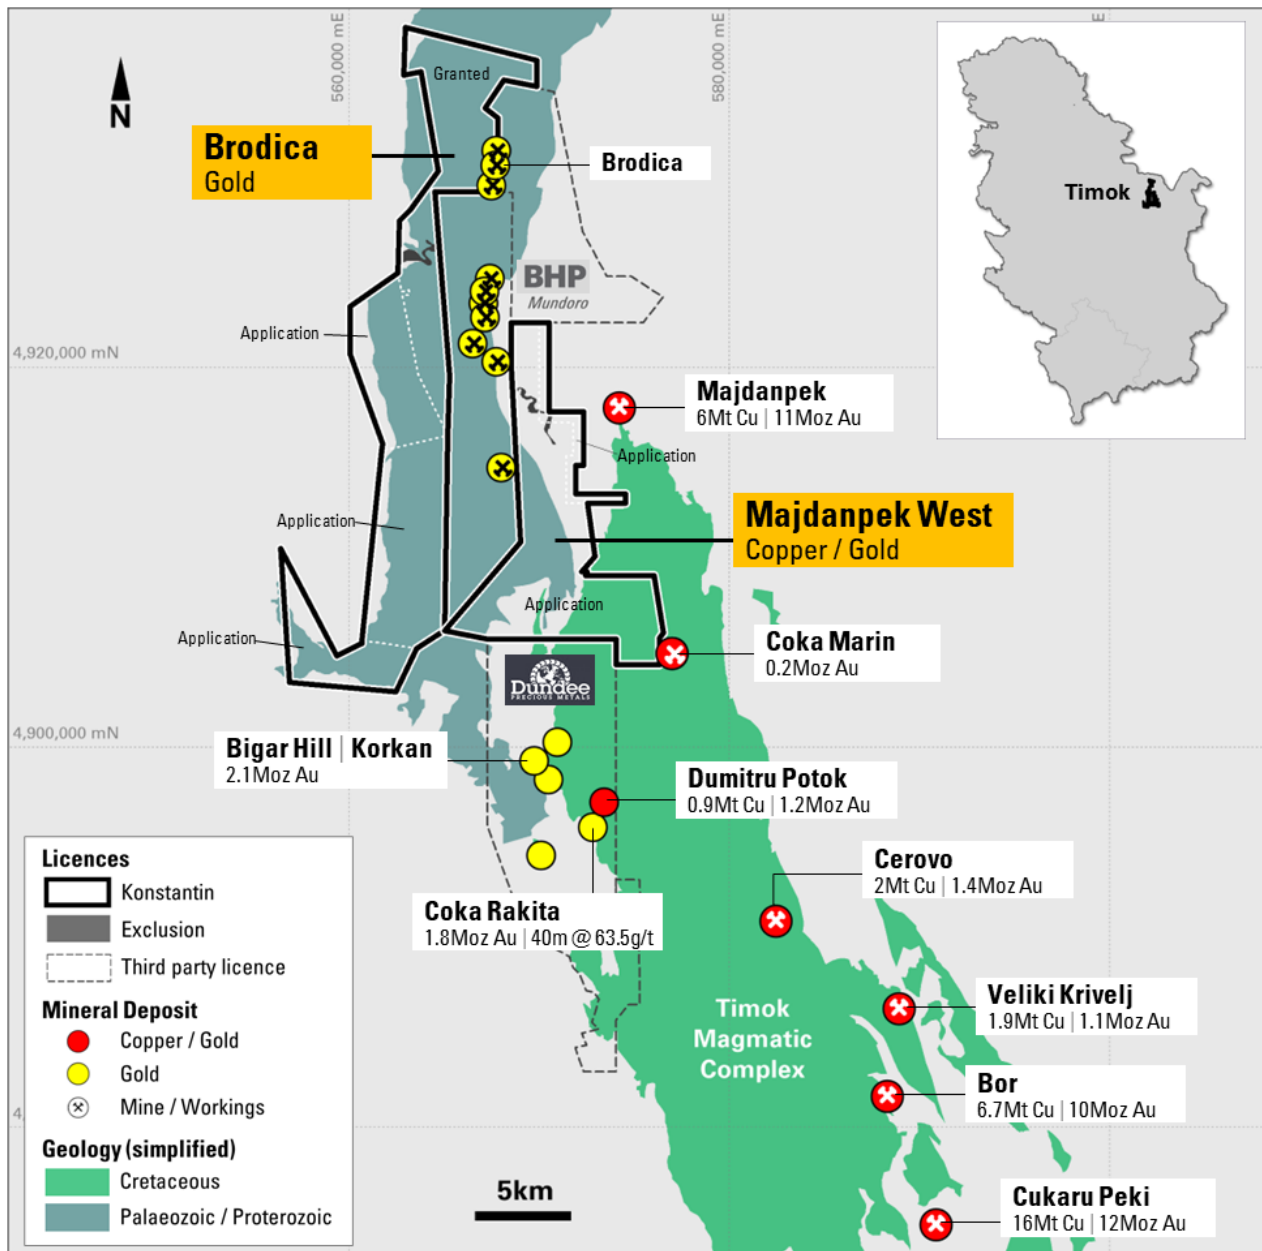 560,000 mE
580,000 mE
mE
N
Granted
Brodica
Gold
Brodica
Timok
BHP
Mundoro
Application
4,920,000 mN
Majdanpek
6Mt Cu | 11Moz Au
Application
Application
Majdanpek West
Copper / Gold
Application
Application
Coka Marin
0.2Moz Au
Dundee
PRECIOUS METALS
4,900,000 mN
Bigar Hill | Korkan
2.1Moz Au
Dumitru Potok
0.9Mt Cu | 1.2Moz Au
Cerovo
2Mt Cu | 1.4Moz Au
Coka Rakita
1.8Moz Au | 40m @ 63.5g/t
Timok
Magmatic
Complex
Veliki Krivelj
1.9Mt Cu | 1.1Moz Au
Bor
6.7Mt Cu | 10Moz Au
Cukaru Peki
16Mt Cu | 12Moz Au
5km
Licences
Konstantin
Exclusion
Third party licence
Mineral Deposit
Copper / Gold
Gold
Mine / Workings
Geology (simplified)
Cretaceous
Palaeozoic / Proterozoic